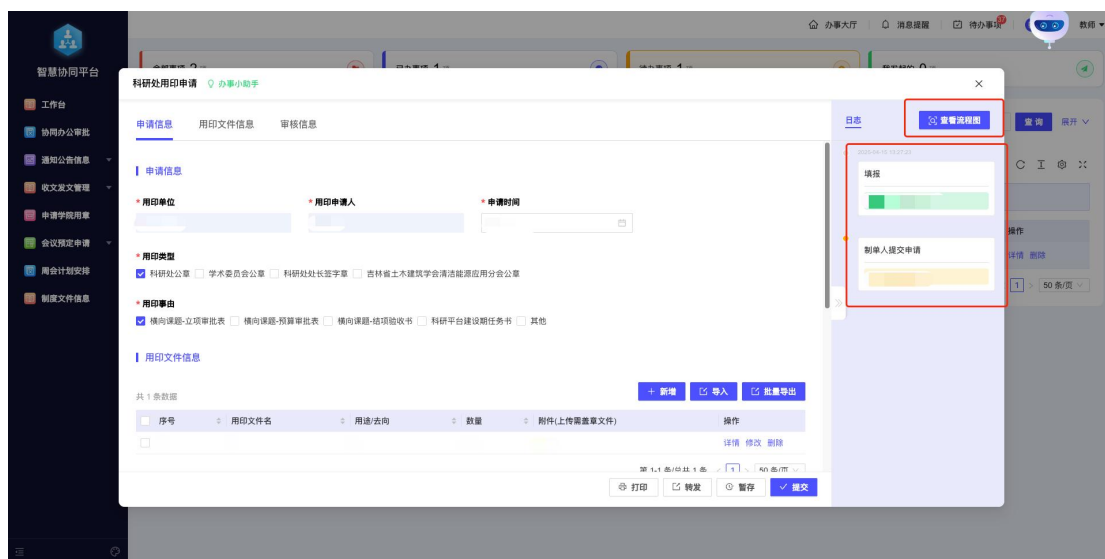 办事大厅 消息提醒 待办事项 教师
智慧协同平台
工作台
协同办公审批
通知公告信息
收文发文管理
申请学院用章
会议预定申请
周会计划安排
制度文件信息
查询 展开
操作
详情 删除
1 50 条/页
科研处用印申请 办事小助手
申请信息 用印文件信息 审核信息
申请信息
* 用印单位 * 用印申请人 * 申请时间
* 用印类型
科研处公章 学术委员会公章 科研处处长签字章 吉林省土木建筑学会清洁能源应用分会公章
* 用印事由
横向课题-立项审批表 横向课题-预算审批表 横向课题-结项验收书 科研平台建设期任务书 其他
用印文件信息
共 1 条数据
+ 新增 导入 批量导出
序号 用印文件名 用途/去向 数量 附件(上传需盖章文件) 操作
详情 修改 删除
第 1-1 条/总共 1 条 < 1 > 50 条/页
打印 转发 暂存 提交
日志 查看流程图
填报
制单人提交申请